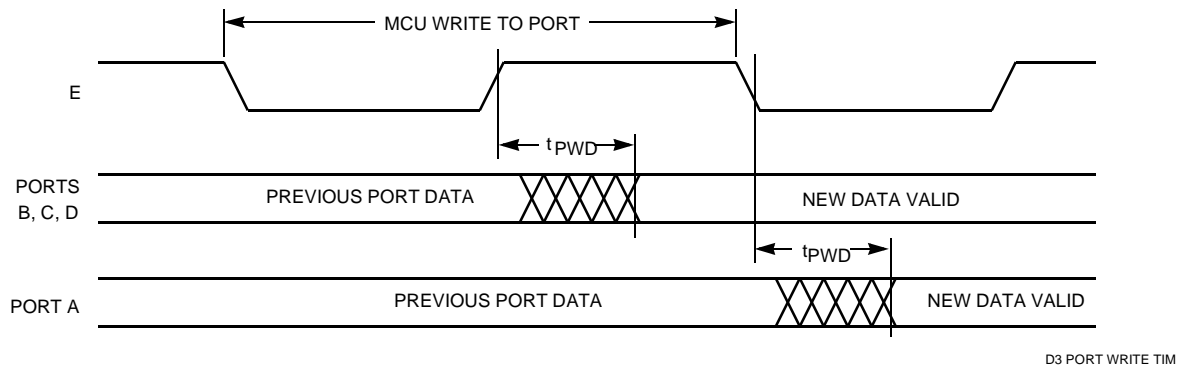 MCU WRITE TO PORT
E
t PWD
PORTS
B, C, D
PREVIOUS PORT DATA
NEW DATA VALID
tPWD
PORT A
PREVIOUS PORT DATA
NEW DATA VALID
D3 PORT WRITE TIM